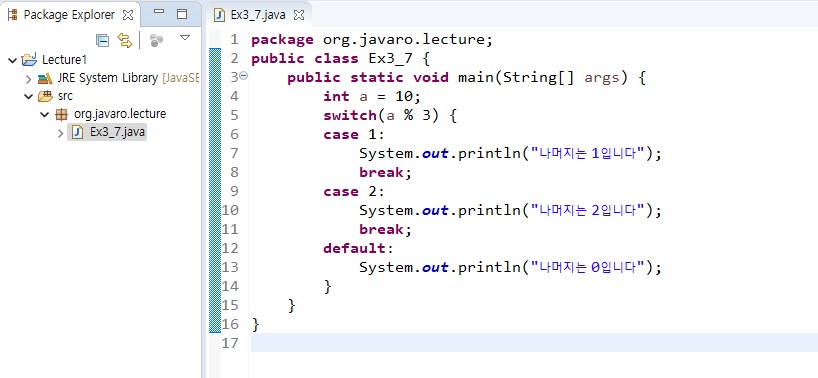 Package Explorer
Lecture1
JRE System Library [JavaSE
src
org.javaro.lecture
Ex3_7.java
Ex3_7.java
1 package org.javaro.lecture;
2 public class Ex3_7 {
3 public static void main(String[] args) {
4 int a = 10;
5 switch(a % 3) {
6 case 1:
7 System.out.println("나머지는 1입니다");
8 break;
9 case 2:
10 System.out.println("나머지는 2입니다");
11 break;
12 default:
13 System.out.println("나머지는 0입니다");
14 }
15 }
16 }
17